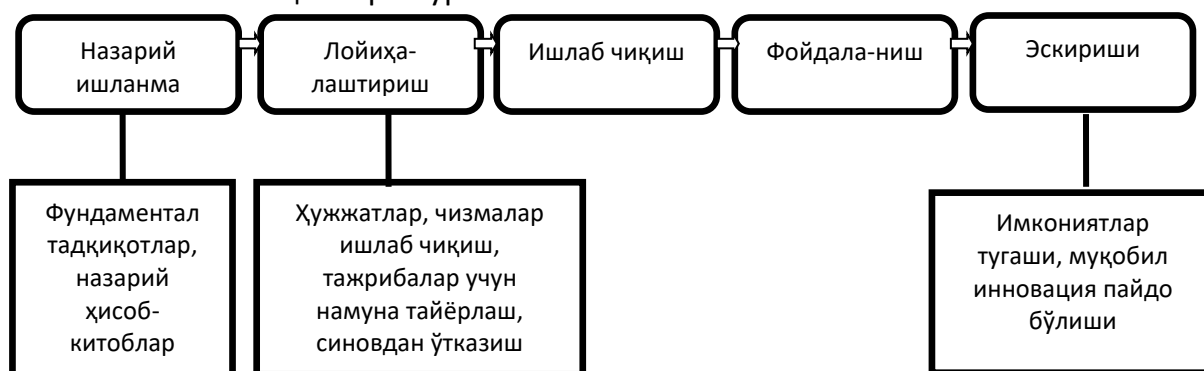 Назарий
ишланма
Лойиҳа-
лаштириш
Ишлаб чиқиш
Фойдала-ниш
Эскириши
Фундаментал
тадқиқотлар,
назарий
ҳисоб-
китоблар
Ҳужжатлар, чизмалар
ишлаб чиқиш,
тажрибалар учун
намуна тайёрлаш,
синовдан ўтказиш
Имкониятлар
тугаши, муқобил
инновация пайдо
бўлиши